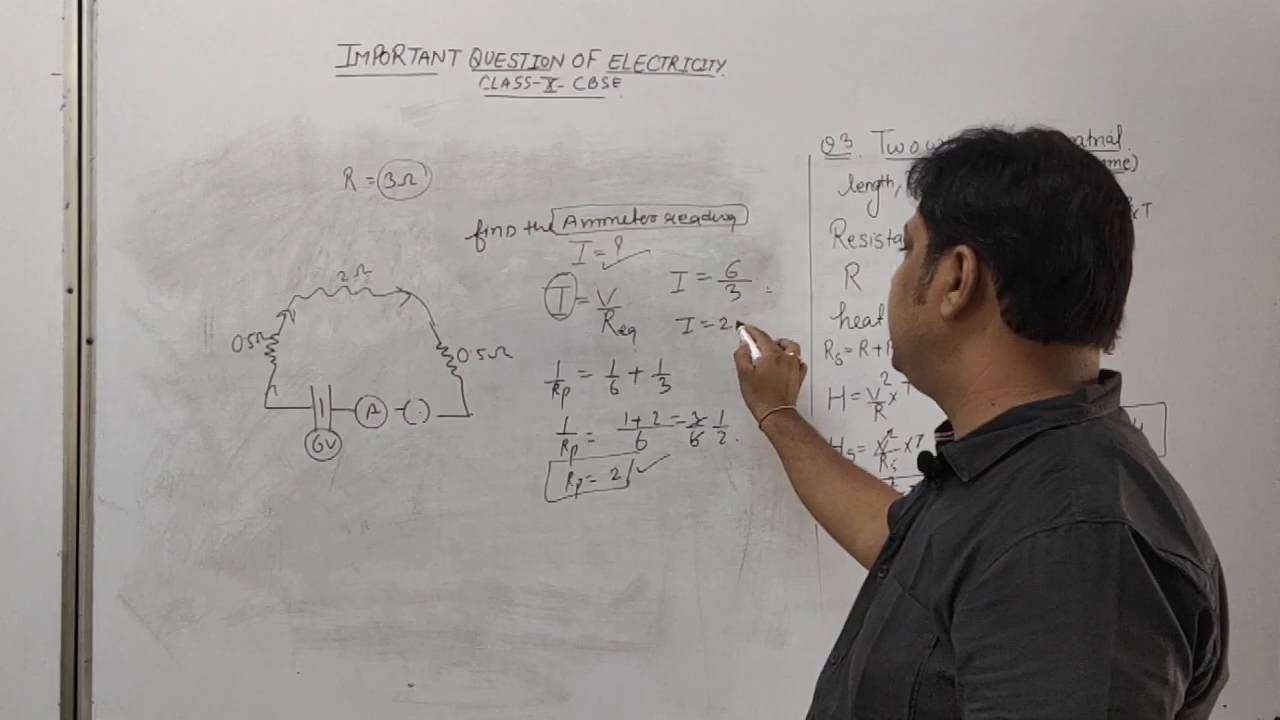 IMPORTANT QUESTION OF ELECTRICITY
CLASS-X-CBSE
R = 3Ω
find the Ammeter reading
I = ?
I = V/Req
I = 6/3
I = 2
1/Rp = 1/6 + 1/3
1/Rp = 1+2/6 = 3/6 1/2.
Rp = 2
2Ω
0.5Ω
0.5Ω
A
6V
Q3. Two
length,
Resista
R
heat
Rs = R+
H = V²/R ×
Hs = V²/Rs × T